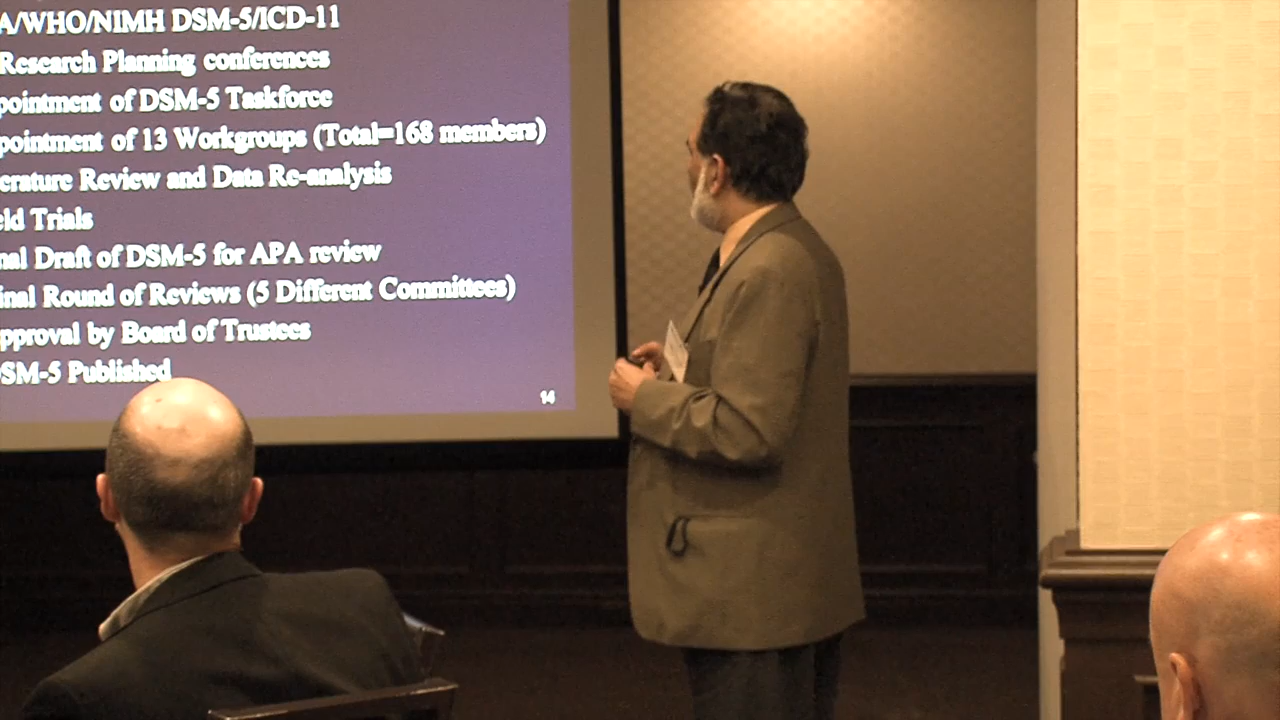 A/WHO/NIMH DSM-5/ICD-11
Research Planning conferences
pointment of DSM-5 Taskforce
pointment of 13 Workgroups (Total=168 members)
erature Review and Data Re-analysis
eld Trials
nal Draft of DSM-5 for APA review
inal Round of Reviews (5 Different Committees)
pproval by Board of Trustees
DSM-5 Published
14